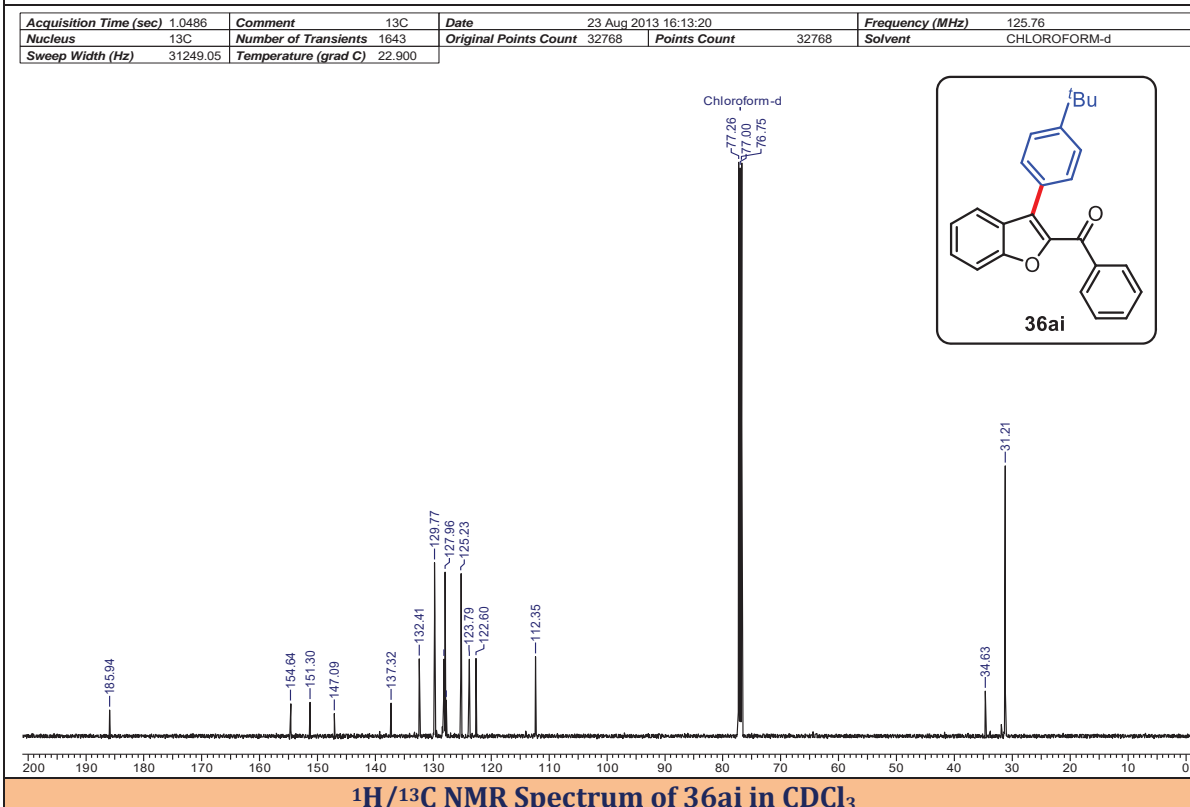 Acquisition Time (sec) 1.0486 Comment 13C Date 23 Aug 2013 16:13:20 Frequency (MHz) 125.76
Nucleus 13C Number of Transients 1643 Original Points Count 32768 Points Count 32768 Solvent CHLOROFORM-d
Sweep Width (Hz) 31249.05 Temperature (grad C) 22.900
Chloroform-d
77.26
77.00
76.75
tBu
O
O
36ai
185.94
154.64
151.30
147.09
137.32
132.41
129.77
127.96
125.23
123.79
122.60
112.35
34.63
31.21
200 190 180 170 160 150 140 130 120 110 100 90 80 70 60 50 40 30 20 10 0
¹H/¹³C NMR Spectrum of 36ai in CDCl₃